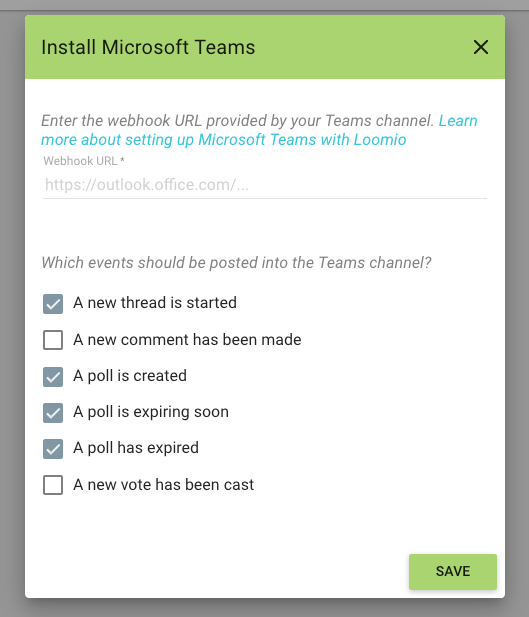 Install Microsoft Teams
Enter the webhook URL provided by your Teams channel. Learn
more about setting up Microsoft Teams with Loomio
Webhook URL *
https://outlook.office.com/...
Which events should be posted into the Teams channel?
A new thread is started
A new comment has been made
A poll is created
A poll is expiring soon
A poll has expired
A new vote has been cast
SAVE